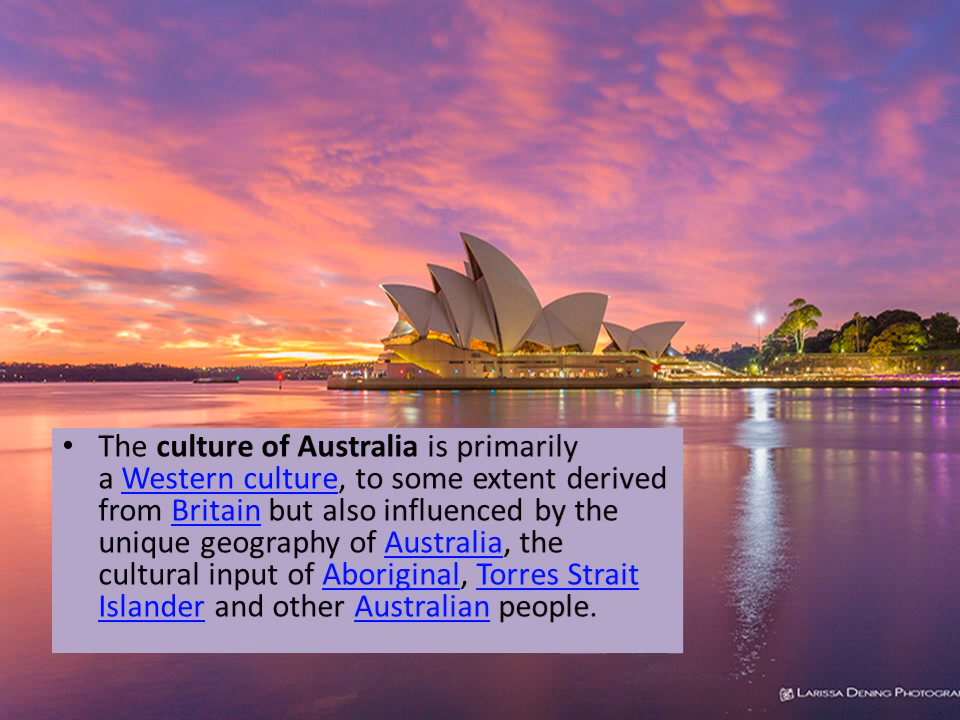 • The culture of Australia is primarily
a Western culture, to some extent derived
from Britain but also influenced by the
unique geography of Australia, the
cultural input of Aboriginal, Torres Strait
Islander and other Australian people.
LARISSA DENING